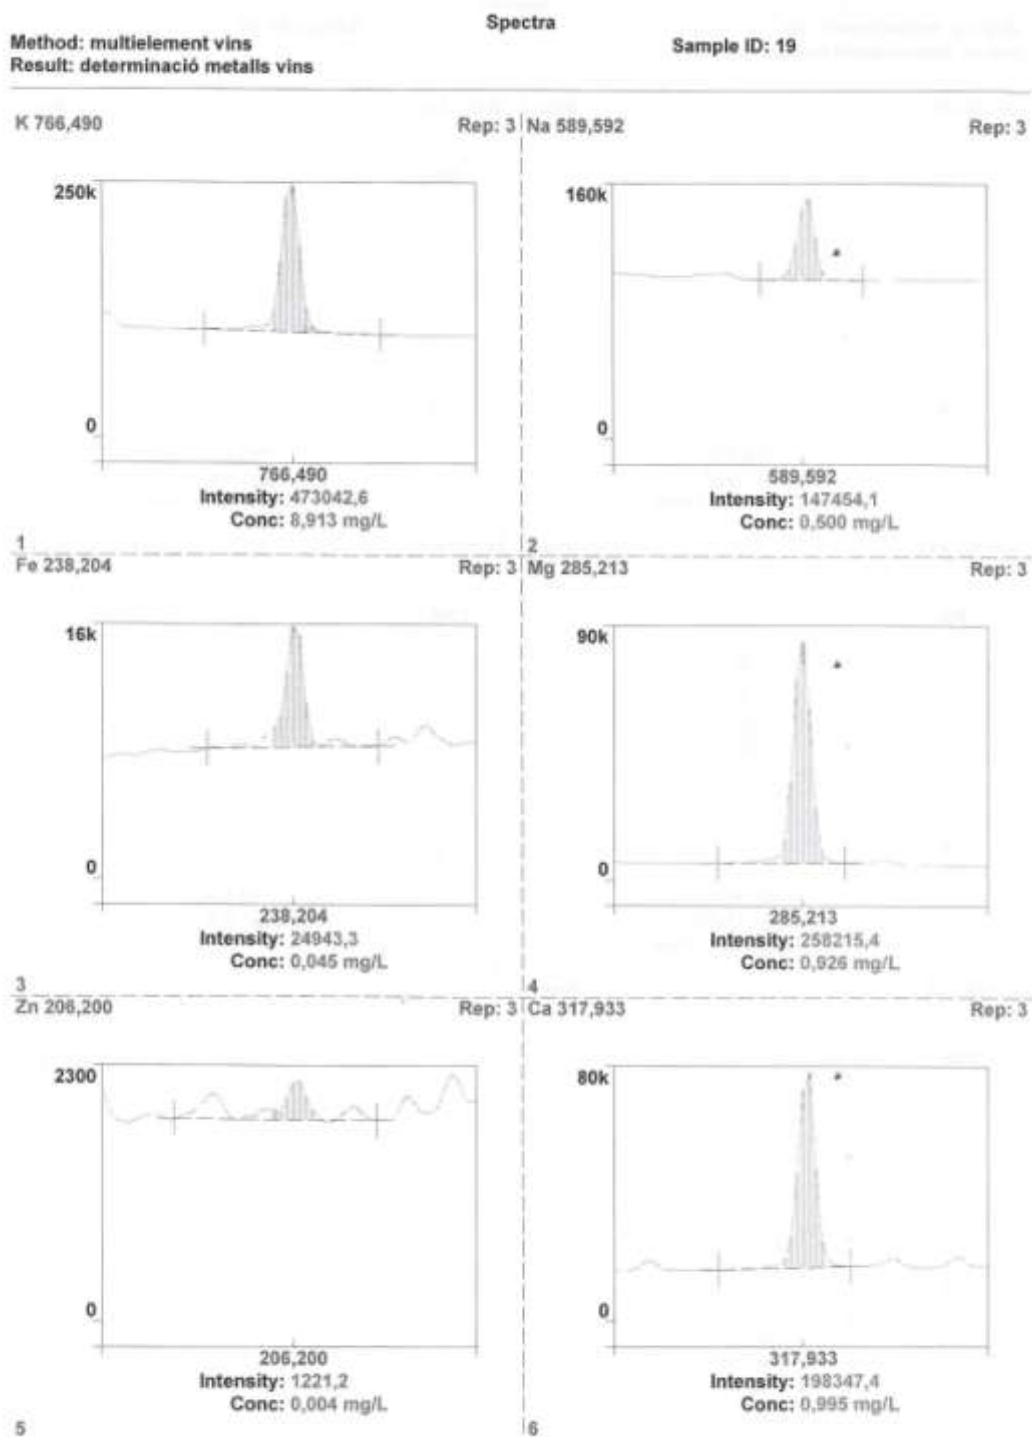 Spectra
Method: multielement vins
Sample ID: 19
Result: determinació metalls vins
K 766,490
Rep: 3
Na 589,592
Rep: 3
250k
0
766,490
Intensity: 473042,6
Conc: 8,913 mg/L
1
160k
0
589,592
Intensity: 147454,1
Conc: 0,500 mg/L
2
Fe 238,204
Rep: 3
Mg 285,213
Rep: 3
16k
0
238,204
Intensity: 24943,3
Conc: 0,045 mg/L
3
90k
0
285,213
Intensity: 258215,4
Conc: 0,926 mg/L
4
Zn 206,200
Rep: 3
Ca 317,933
Rep: 3
2300
0
206,200
Intensity: 1221,2
Conc: 0,004 mg/L
5
80k
0
317,933
Intensity: 198347,4
Conc: 0,995 mg/L
6